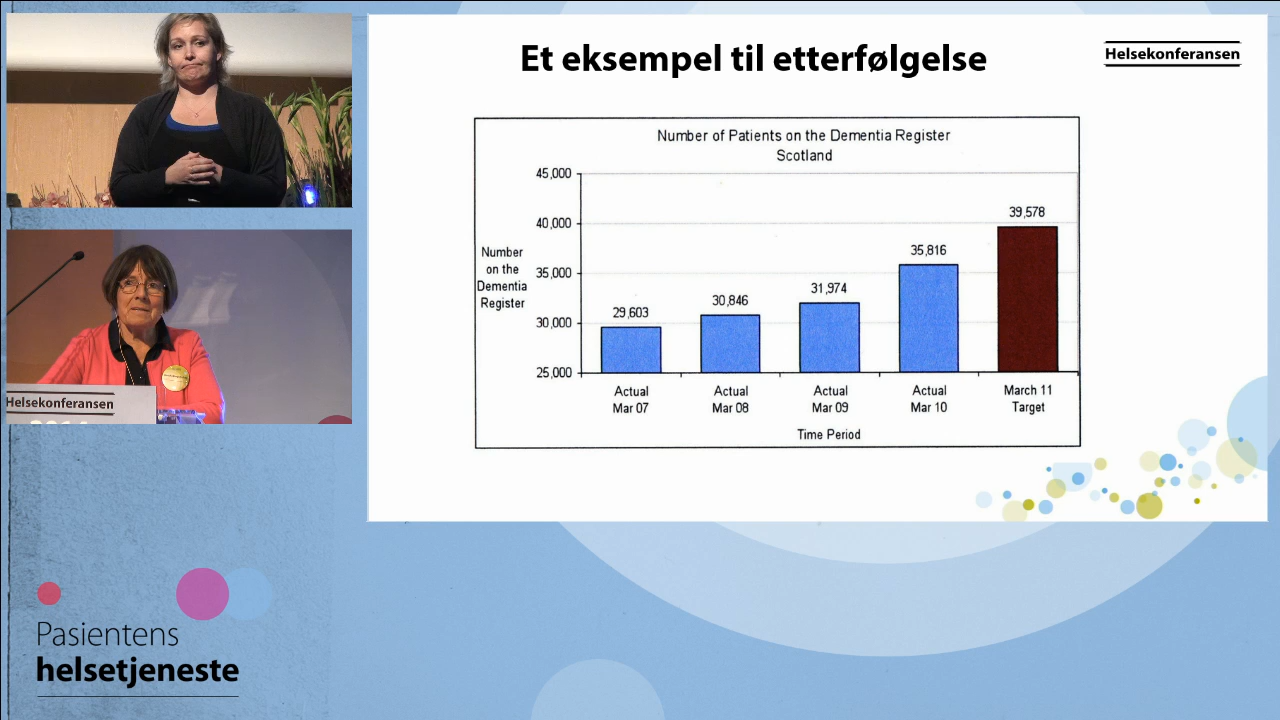 Et eksempel til etterfølgelse
Helsekonferansen
Number of Patients on the Dementia Register
Scotland
Number
on the
Dementia
Register
45,000
40,000
35,000
30,000
25,000
29,603
30,846
31,974
35,816
39,578
Actual
Mar 07
Actual
Mar 08
Actual
Mar 09
Actual
Mar 10
March 11
Target
Time Period
Helsekonferansen
Pasientens
helsetjeneste